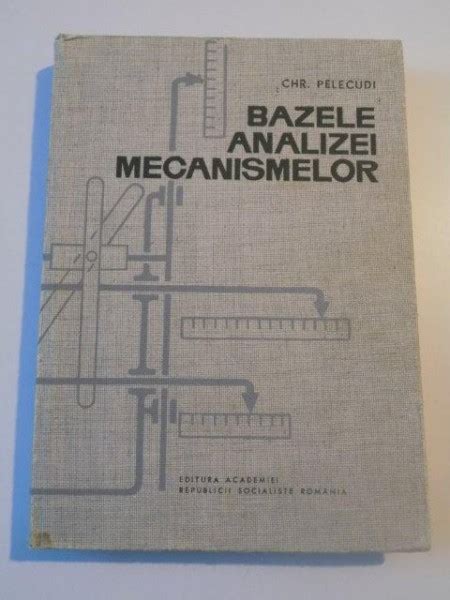 CHR. PELECUDI
BAZELE
ANALIZEI
MECANISMELOR
EDITURA ACADEMIEI
REPUBLICII SOCIALISTE ROMÂNIA